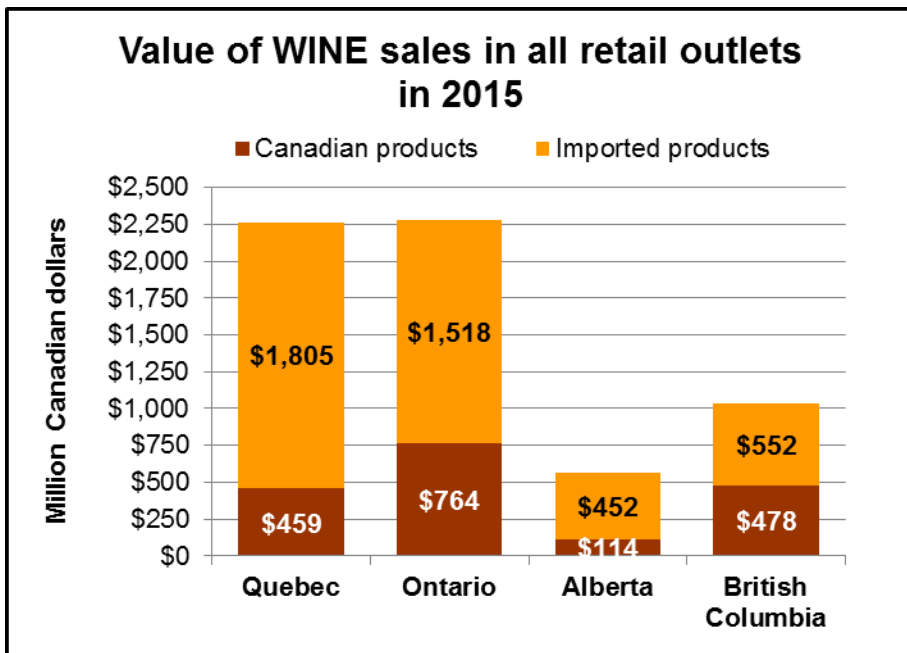 Value of WINE sales in all retail outlets
in 2015
Canadian products
Imported products
Million Canadian dollars
$2,500
$2,250
$2,000
$1,750
$1,500
$1,250
$1,000
$750
$500
$250
$0
$1,805
$459
$1,518
$764
$452
$114
$552
$478
Quebec
Ontario
Alberta
British
Columbia